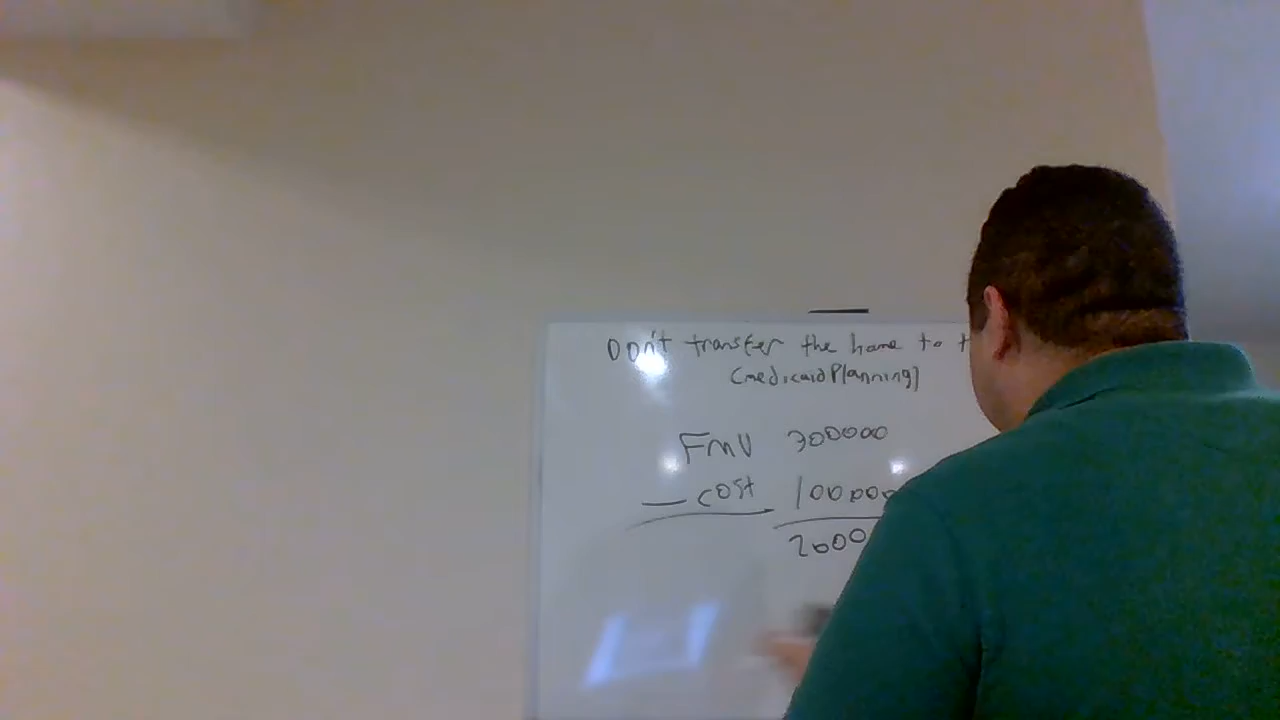 Don't transfer the home to t
(medicaid Planning)
FMV 300000
— cost 100000
2000